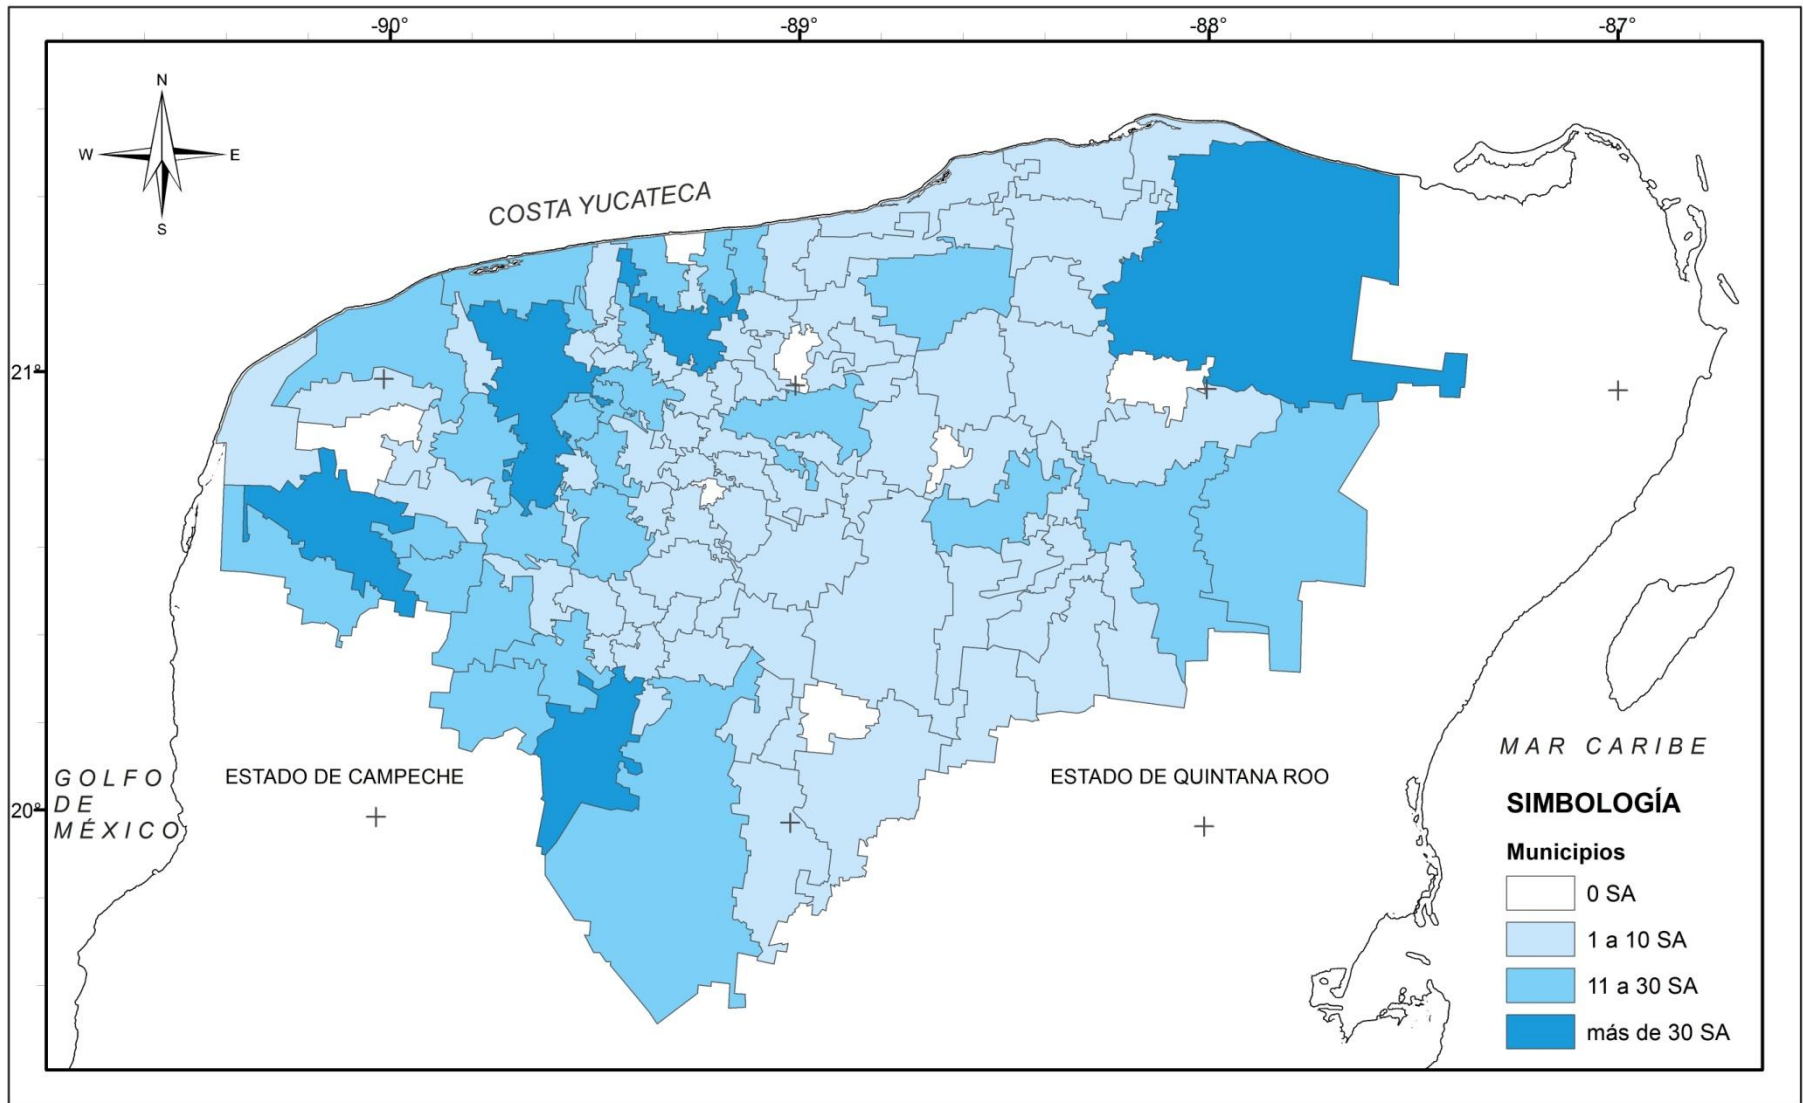 -90°
-89°
-88°
-87°
N
W
E
S
COSTA YUCATECA
21°
20°
GOLFO
DE
MÉXICO
ESTADO DE CAMPECHE
ESTADO DE QUINTANA ROO
MAR CARIBE
SIMBOLOGÍA
Municipios
0 SA
1 a 10 SA
11 a 30 SA
más de 30 SA